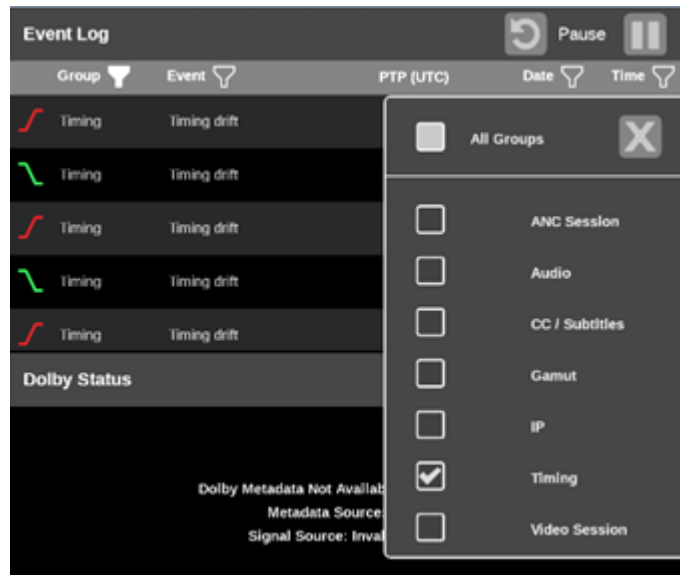 Event Log
Pause
Group Event PTP (UTC) Date Time
Timing Timing drift
Timing Timing drift
Timing Timing drift
Timing Timing drift
Timing Timing drift
All Groups
X
ANC Session
Audio
CC / Subtitles
Gamut
IP
Timing
Video Session
Dolby Status
Dolby Metadata Not Availab
Metadata Source:
Signal Source: Inval